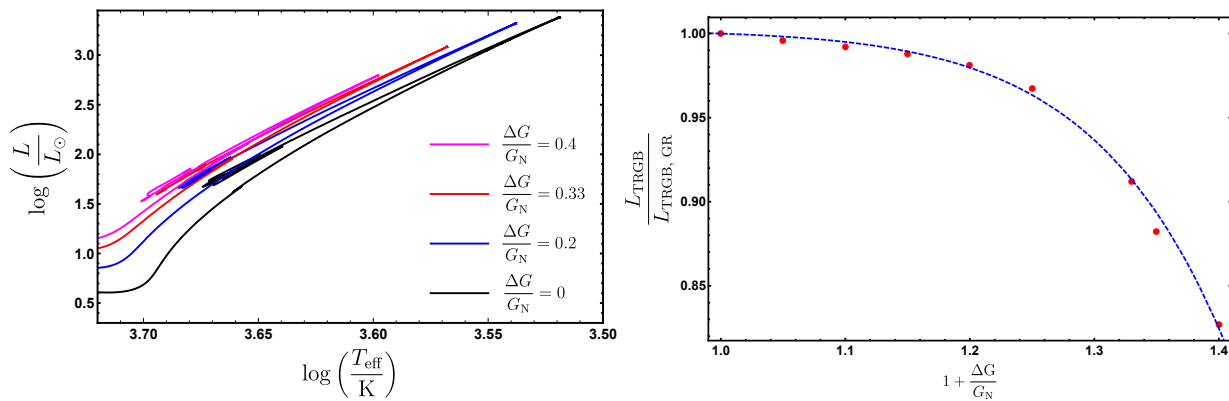 3.0
2.5
2.0
1.5
1.0
0.5
log (L/L⊙)
ΔG/G_N = 0.4
ΔG/G_N = 0.33
ΔG/G_N = 0.2
ΔG/G_N = 0
3.70 3.65 3.60 3.55 3.50
log (T_eff/K)
1.00
0.95
0.90
0.85
L_TRGB/L_TRGB, GR
1.0 1.1 1.2 1.3 1.4
1 + ΔG/G_N